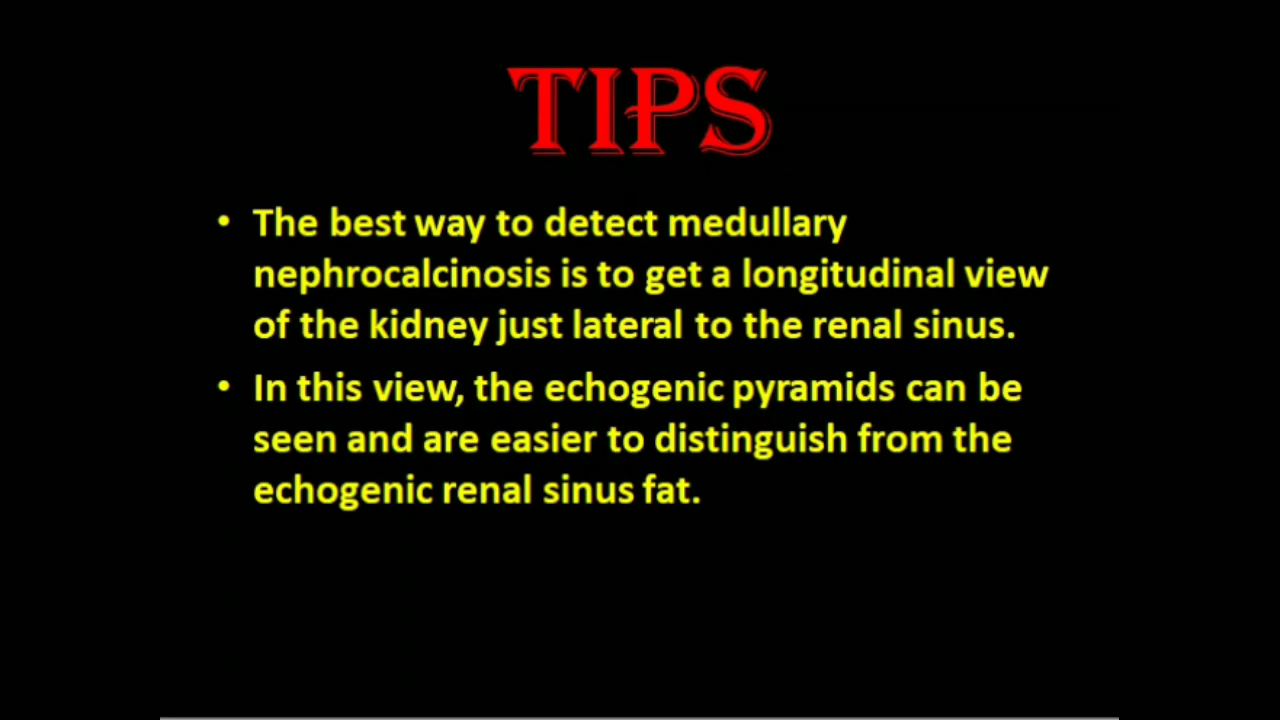 TIPS
• The best way to detect medullary
nephrocalcinosis is to get a longitudinal view
of the kidney just lateral to the renal sinus.
• In this view, the echogenic pyramids can be
seen and are easier to distinguish from the
echogenic renal sinus fat.